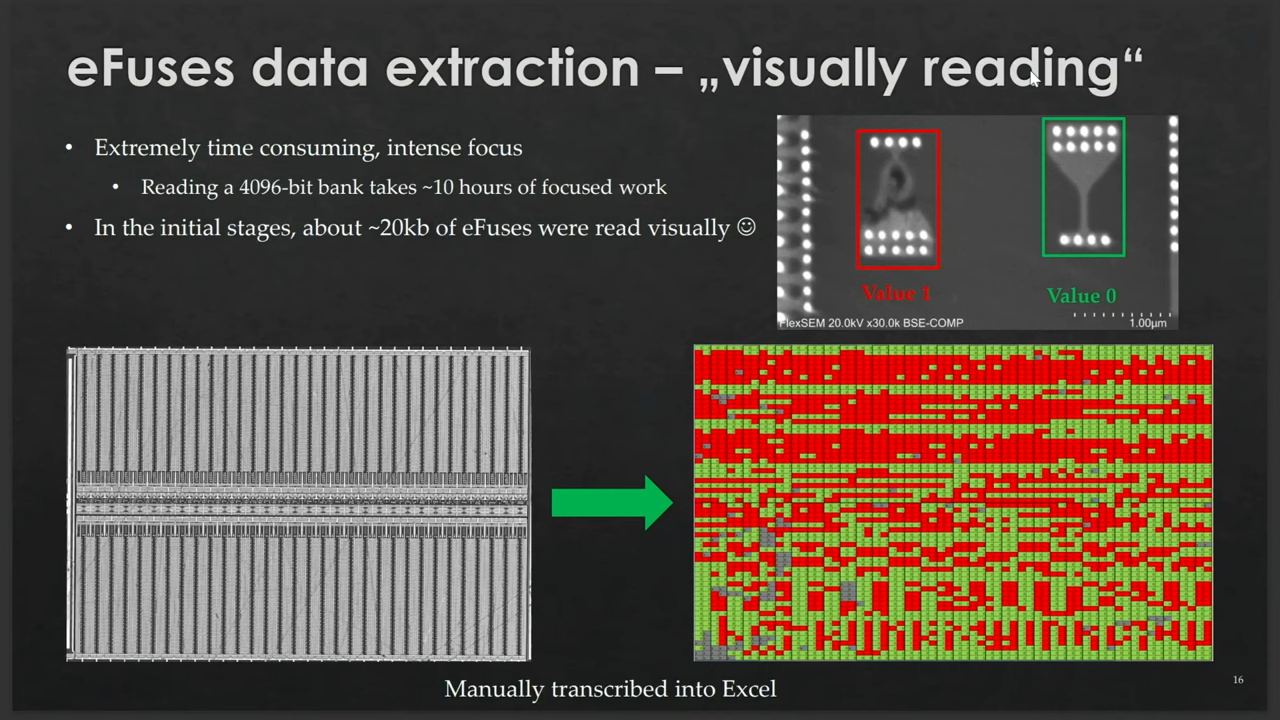 eFuses data extraction – „visually reading“
• Extremely time consuming, intense focus
• Reading a 4096-bit bank takes ~10 hours of focused work
• In the initial stages, about ~20kb of eFuses were read visually ☺
Value 1
Value 0
FlexSEM 20.0kV x30.0k BSE-COMP
1.00µm
Manually transcribed into Excel
16